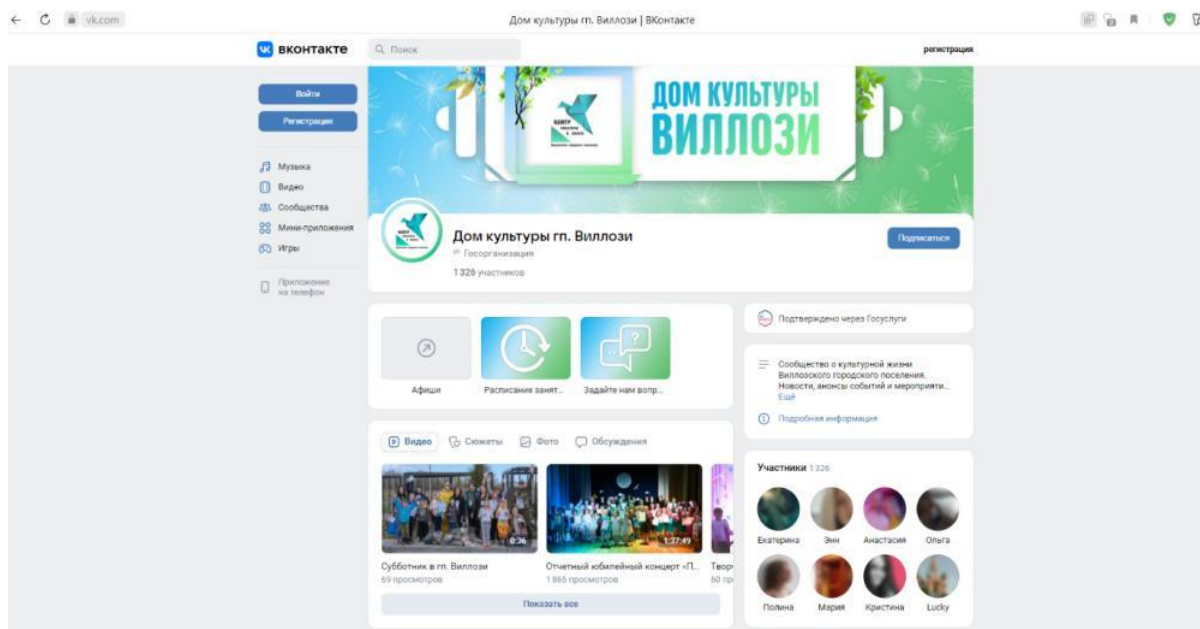 vk.com
Дом культуры гп. Виллози | ВКонтакте
вконтакте
Поиск
регистрация
Войти
Регистрация
Музыка
Видео
Сообщества
Мини-приложения
Игры
Приложение
на телефон
ДОМ КУЛЬТУРЫ
ВИЛЛОЗИ
Дом культуры гп. Виллози
Госорганизация
1 326 участников
Подписаться
Афиши
Расписание занят...
Задайте нам вопр...
Видео
Сюжеты
Фото
Обсуждения
0:36
1:27:49
Субботник в гп. Виллози
69 просмотров
Отчетный юбилейный концерт «П...
1 865 просмотров
Твор
60 пр
Показать все
Подтверждено через Госуслуги
Сообщество о культурной жизни
Виллозского городского поселения.
Новости, анонсы событий и мероприяти...
Ещё
Подробная информация
Участники 1 326
Екатерина
Энн
Анастасия
Ольга
Полина
Мария
Кристина
Lucky